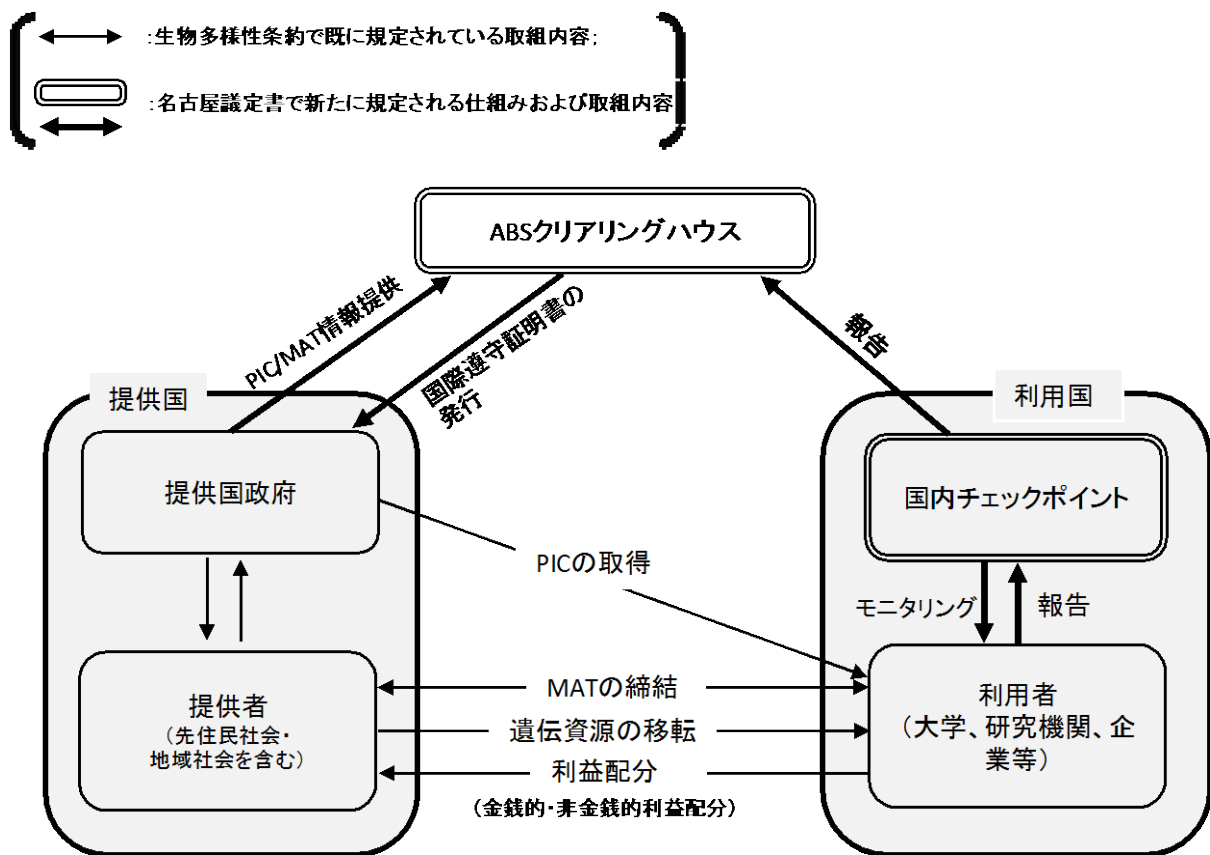 :生物多様性条約で既に規定されている取組内容;
:名古屋議定書で新たに規定される仕組みおよび取組内容
ABSクリアリングハウス
PIC/MAT情報提供
国際遵守証明書の
発行
報告
提供国
利用国
提供国政府
国内チェックポイント
PICの取得
モニタリング
報告
提供者
(先住民社会・
地域社会を含む)
MATの締結
遺伝資源の移転
利益配分
(金銭的・非金銭的利益配分)
利用者
(大学、研究機関、企
業等)